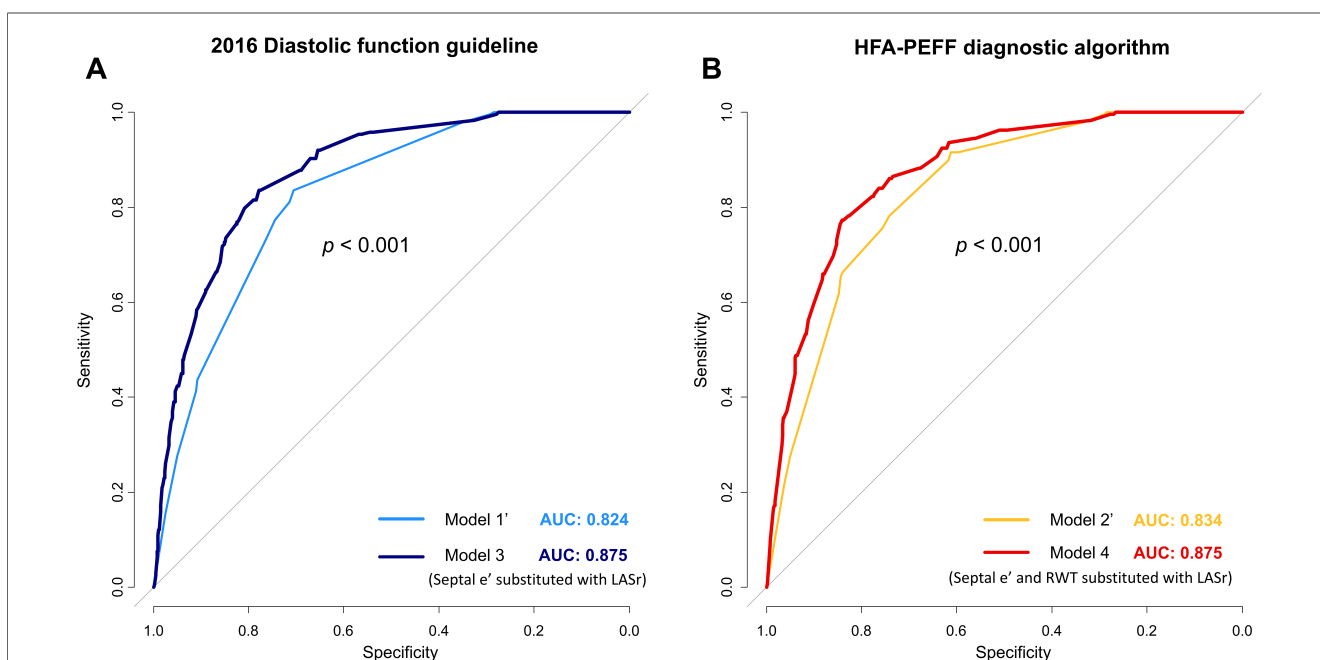 2016 Diastolic function guideline
A
1.0
0.8
0.6
0.4
0.2
0.0
Sensitivity
p < 0.001
Model 1’ AUC: 0.824
Model 3 AUC: 0.875
(Septal e’ substituted with LASr)
1.0 0.8 0.6 0.4 0.2 0.0
Specificity
HFA-PEFF diagnostic algorithm
B
1.0
0.8
0.6
0.4
0.2
0.0
Sensitivity
p < 0.001
Model 2’ AUC: 0.834
Model 4 AUC: 0.875
(Septal e’ and RWT substituted with LASr)
1.0 0.8 0.6 0.4 0.2 0.0
Specificity